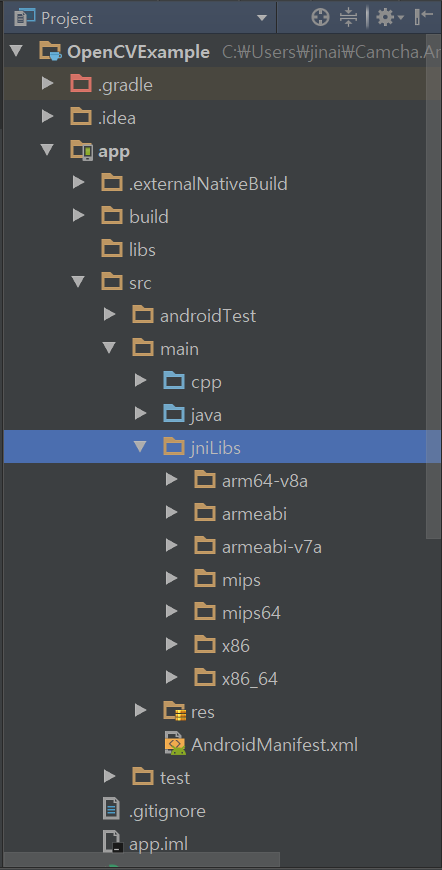 Project
OpenCVExample C:₩Users₩jinai₩Camcha.An
.gradle
.idea
app
.externalNativeBuild
build
libs
src
androidTest
main
cpp
java
jniLibs
arm64-v8a
armeabi
armeabi-v7a
mips
mips64
x86
x86_64
res
AndroidManifest.xml
test
.gitignore
app.iml